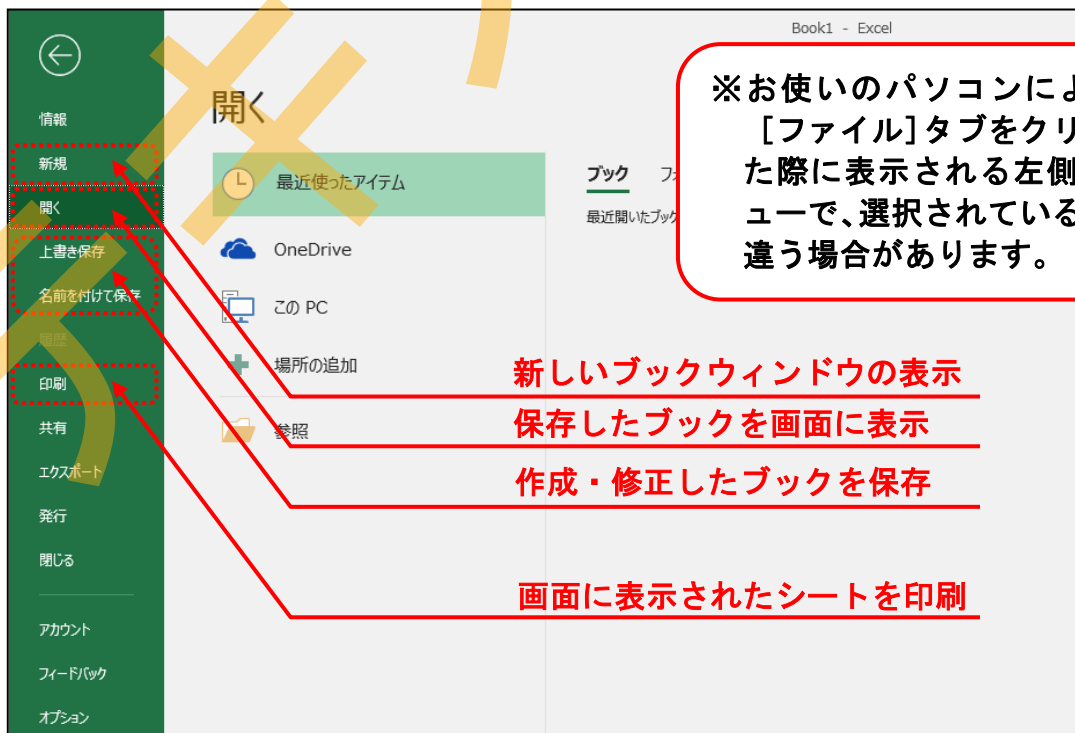 Book1 - Excel
情報
新規
開く
上書き保存
名前を付けて保存
履歴
印刷
共有
エクスポート
発行
閉じる
アカウント
フィードバック
オプション
開く
最近使ったアイテム
OneDrive
この PC
場所の追加
参照
ブック フォ
最近開いたブック
※お使いのパソコンによ
[ファイル]タブをクリ
た際に表示される左側
ューで、選択されている
違う場合があります。
新しいブックウィンドウの表示
保存したブックを画面に表示
作成・修正したブックを保存
画面に表示されたシートを印刷